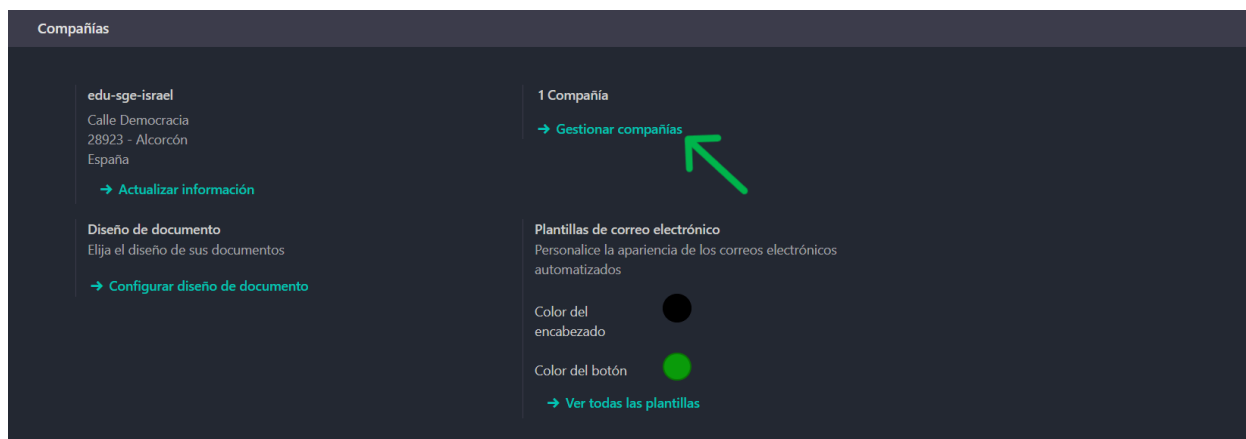 Compañías
edu-sge-israel
Calle Democracia
28923 - Alcorcón
España
→ Actualizar información
1 Compañía
→ Gestionar compañías
Diseño de documento
Elija el diseño de sus documentos
→ Configurar diseño de documento
Plantillas de correo electrónico
Personalice la apariencia de los correos electrónicos
automatizados
Color del
encabezado
Color del botón
→ Ver todas las plantillas